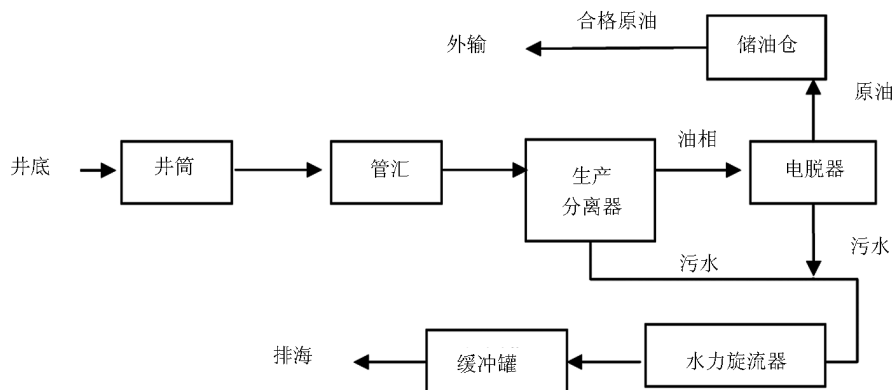 合格原油
外输
储油仓
原油
井底
井筒
管汇
生产
分离器
油相
电脱器
污水
污水
排海
缓冲罐
水力旋流器